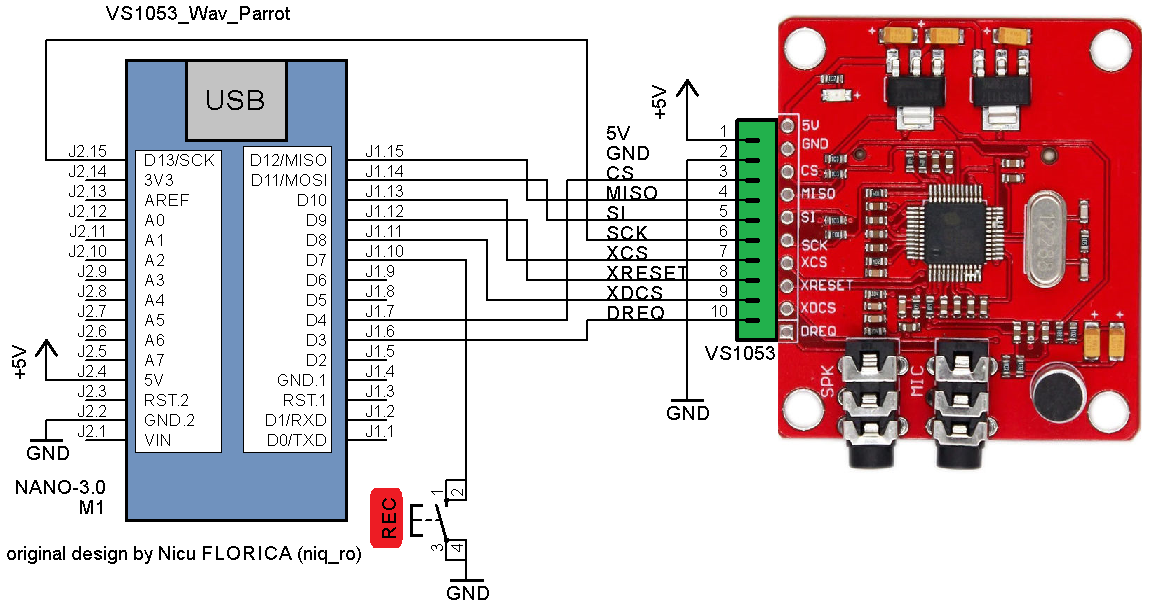 VS1053_Wav_Parrot
USB
J2.15 D13/SCK
J2.14 3V3
J2.13 AREF
J2.12 A0
J2.11 A1
J2.10 A2
J2.9 A3
J2.8 A4
J2.7 A5
J2.6 A6
J2.5 A7
J2.4 5V
J2.3 RST.2
J2.2 GND.2
J2.1 VIN
+5V
GND
D12/MISO J1.15
D11/MOSI J1.14
D10 J1.13
D9 J1.12
D8 J1.11
D7 J1.10
D6 J1.9
D5 J1.8
D4 J1.7
D3 J1.6
D2 J1.5
GND.1 J1.4
RST.1 J1.3
D1/RXD J1.2
D0/TXD J1.1
NANO-3.0
M1
original design by Nicu FLORICA (niq_ro)
REC
1 2
3 4
GND
+5V
5V 1
GND 2
CS 3
MISO 4
SI 5
SCK 6
XCS 7
XRESET 8
XDCS 9
DREQ 10
VS1053
GND
5V
GND
CS
MISO
SI
SCK
XCS
XRESET
XDCS
DREQ
SPK
MIC
+
+
+
+
+
+
12288